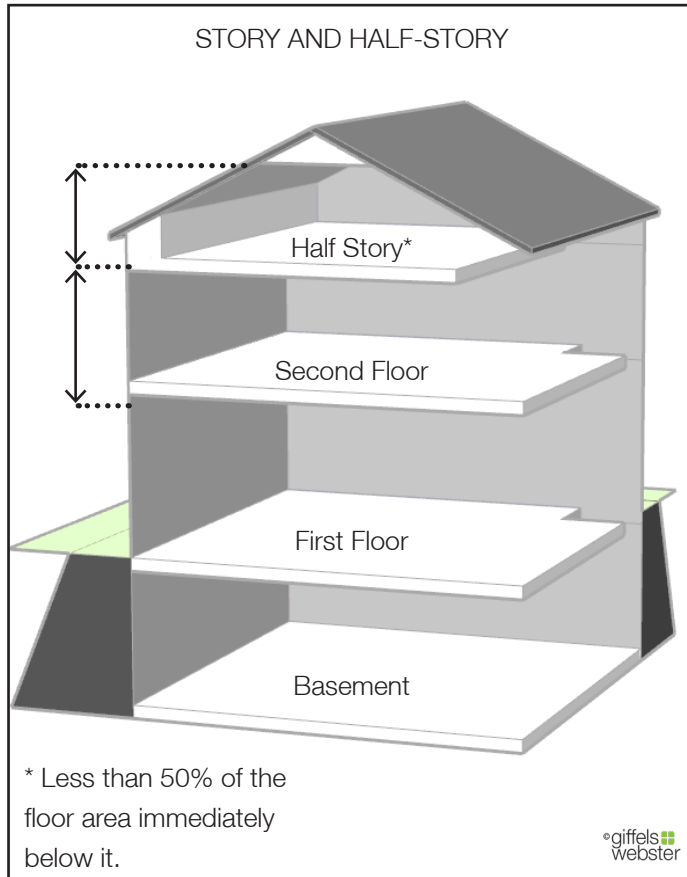 STORY AND HALF-STORY
Half Story*
Second Floor
First Floor
Basement
* Less than 50% of the
floor area immediately
below it.
©giffels
webster